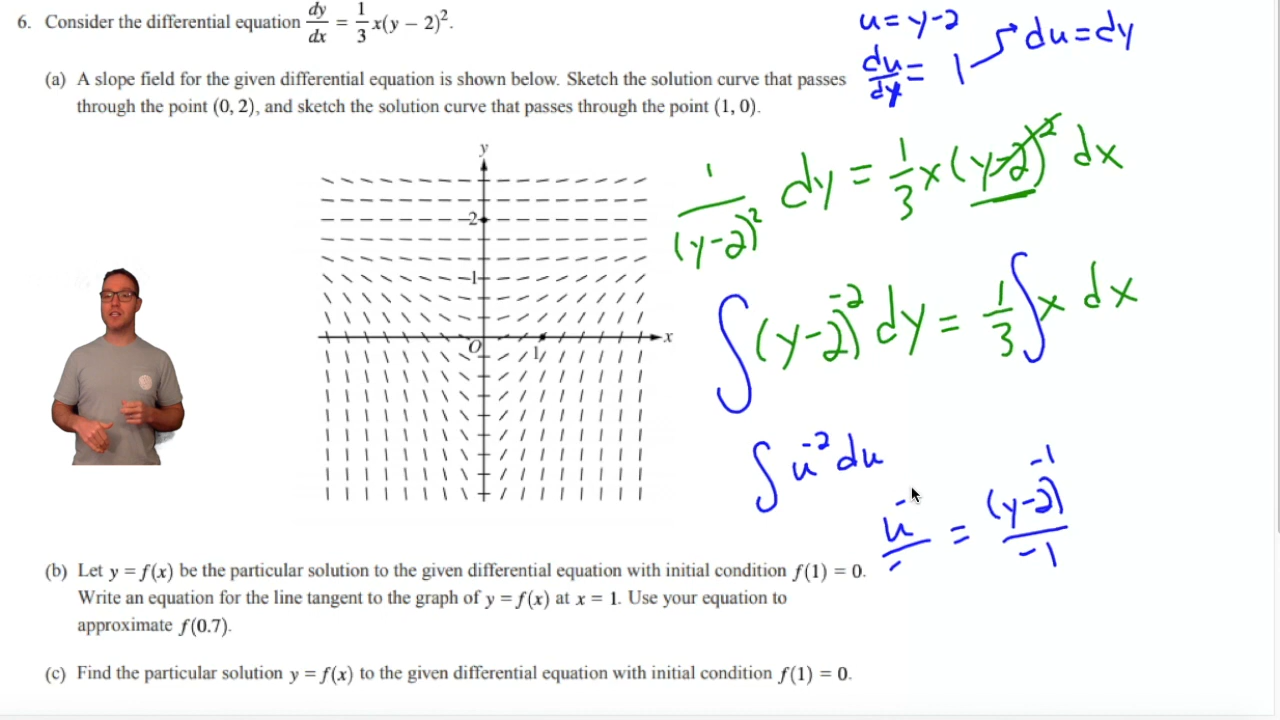 6. Consider the differential equation dy/dx = 1/3 x(y – 2)².
(a) A slope field for the given differential equation is shown below. Sketch the solution curve that passes
through the point (0, 2), and sketch the solution curve that passes through the point (1, 0).
u = y-2
du/dy = 1 → du = dy
1/(y-2)² dy = 1/3 x (y-2)² dx
y
2
1
O
1
x
∫(y-2)⁻² dy = 1/3 ∫x dx
∫u⁻² du
u⁻/- = (y-2)⁻¹/-1
(b) Let y = f(x) be the particular solution to the given differential equation with initial condition f(1) = 0.
Write an equation for the line tangent to the graph of y = f(x) at x = 1. Use your equation to
approximate f(0.7).
(c) Find the particular solution y = f(x) to the given differential equation with initial condition f(1) = 0.